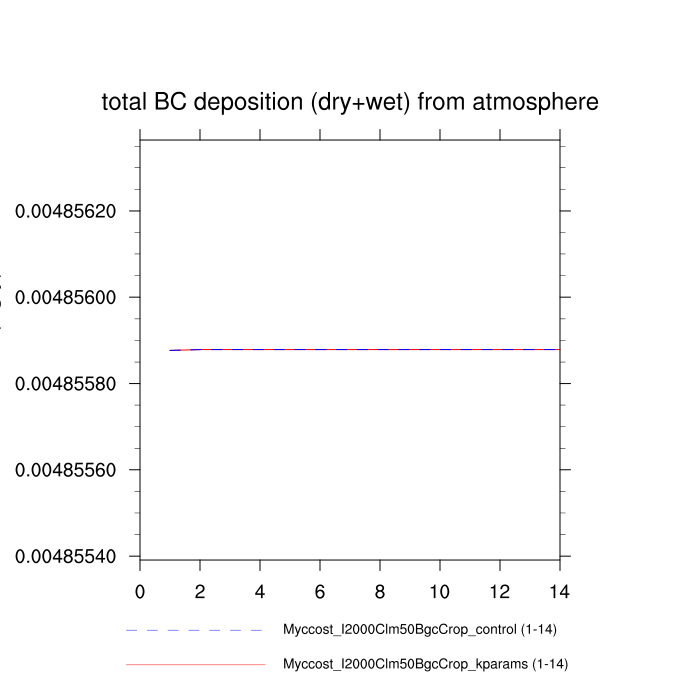 total BC deposition (dry+wet) from atmosphere
0.00485620
0.00485600
0.00485580
0.00485560
0.00485540
0 2 4 6 8 10 12 14
Myccost_I2000Clm50BgcCrop_control (1-14)
Myccost_I2000Clm50BgcCrop_kparams (1-14)